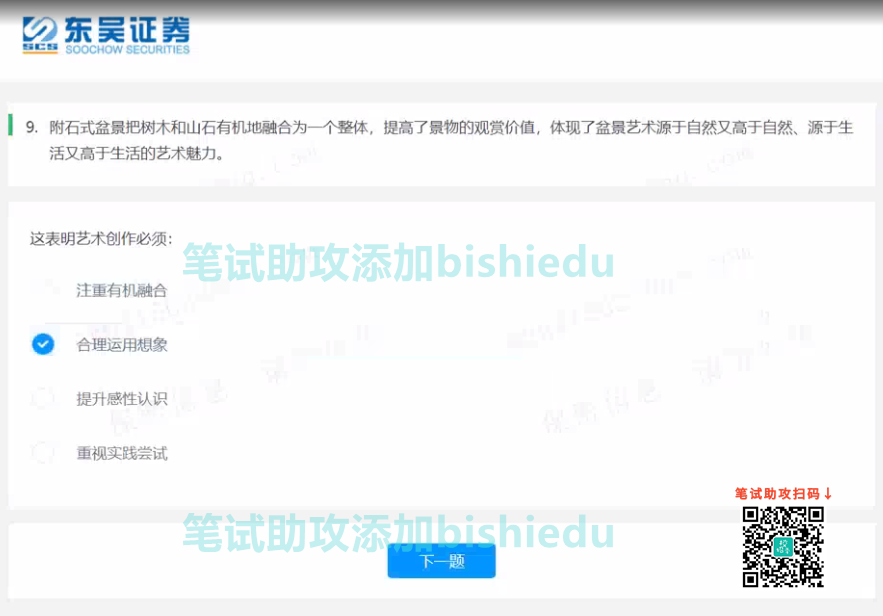 东吴证券
SCS SOOCHOW SECURITIES
9. 附石式盆景把树木和山石有机地融合为一个整体，提高了景物的观赏价值，体现了盆景艺术源于自然又高于自然、源于生
活又高于生活的艺术魅力。
这表明艺术创作必须：
笔试助攻添加bishiedu
注重有机融合
合理运用想象
提升感性认识
重视实践尝试
笔试助攻扫码↓
笔试助攻添加bishiedu
下一题